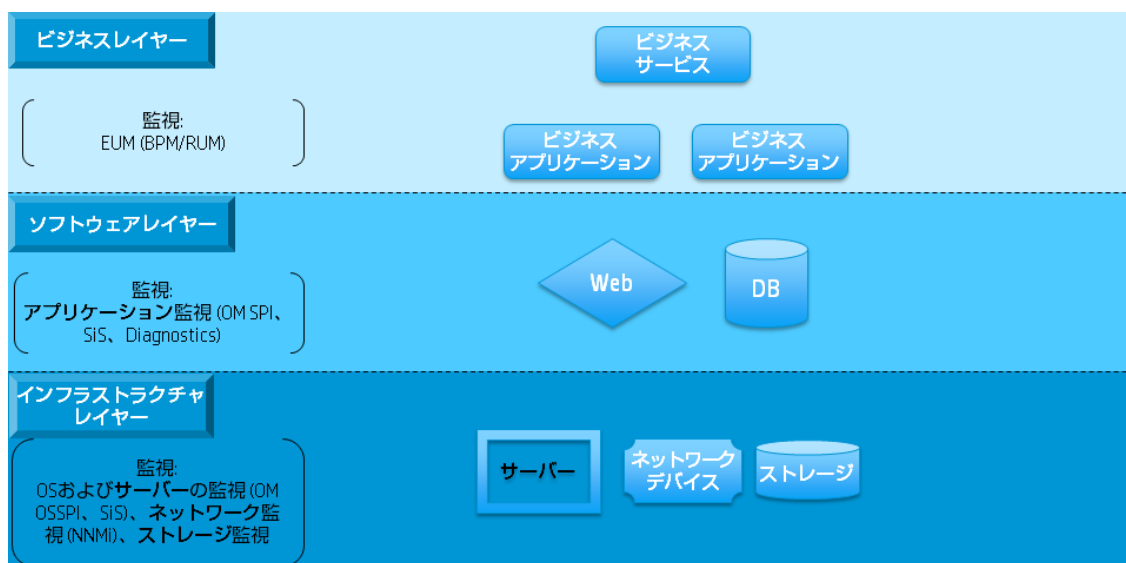 ビジネスレイヤー
ビジネス
サービス
監視:
EUM (BPM/RUM)
ビジネス
アプリケーション
ビジネス
アプリケーション
ソフトウェアレイヤー
監視:
アプリケーション監視 (OM SPI、
SiS、Diagnostics)
Web
DB
インフラストラクチャ
レイヤー
監視:
OSおよびサーバーの監視 (OM
OSSPI、SiS)、ネットワーク監
視 (NNMi)、ストレージ監視
サーバー
ネットワーク
デバイス
ストレージ